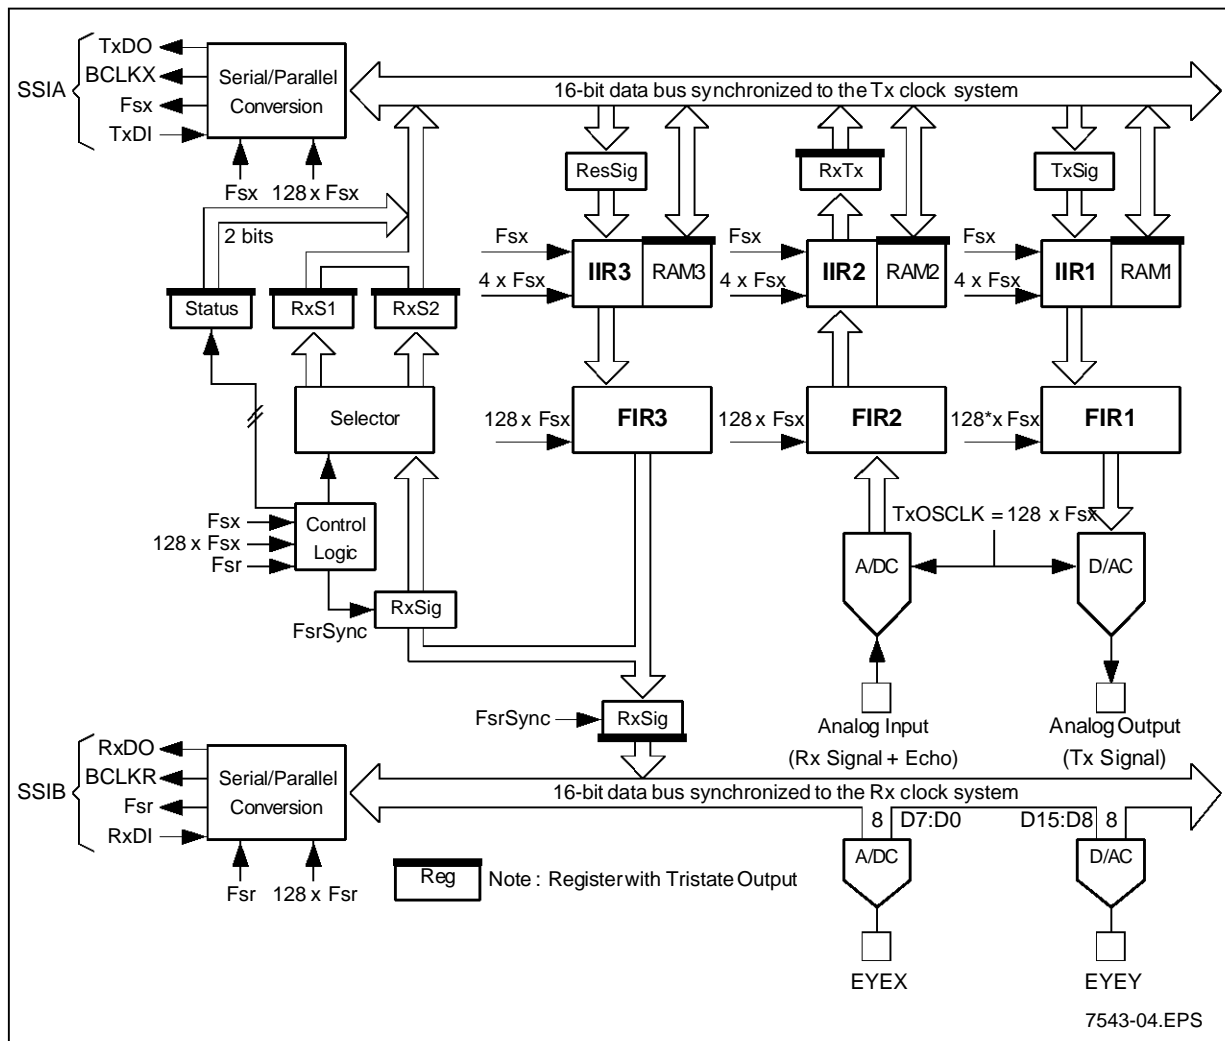 TxDO
BCLKX
SSIA
Fsx
TxDI
Serial/Parallel
Conversion
16-bit data bus synchronized to the Tx clock system
Fsx
128 x Fsx
2 bits
ResSig
RxTx
TxSig
Fsx
4 x Fsx
IIR3
RAM3
Fsx
4 x Fsx
IIR2
RAM2
Fsx
4 x Fsx
IIR1
RAM1
Status
RxS1
RxS2
Selector
128 x Fsx
FIR3
128 x Fsx
FIR2
128* x Fsx
FIR1
Fsx
128 x Fsx
Fsr
Control
Logic
TxOSCLK = 128 x Fsx
A/DC
D/AC
FsrSync
RxSig
FsrSync
RxSig
Analog Input
(Rx Signal + Echo)
Analog Output
(Tx Signal)
RxDO
BCLKR
SSIB
Fsr
RxDI
Serial/Parallel
Conversion
16-bit data bus synchronized to the Rx clock system
8
D7:D0
D15:D8
8
A/DC
D/AC
Fsr
128 x Fsr
Reg
Note : Register with Tristate Output
EYEX
EYEY
7543-04.EPS